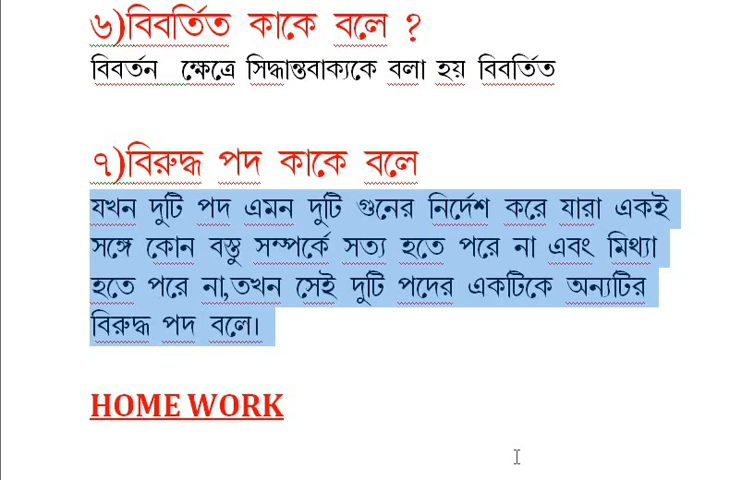 ৬)বিবর্তিত কাকে বলে ?
বিবর্তন ক্ষেত্রে সিদ্ধান্তবাক্যকে বলা হয় বিবর্তিত
৭)বিরুদ্ধ পদ কাকে বলে
যখন দুটি পদ এমন দুটি গুনের নির্দেশ করে যারা একই
সঙ্গে কোন বস্তু সম্পর্কে সত্য হতে পরে না এবং মিথ্যা
হতে পরে না,তখন সেই দুটি পদের একটিকে অন্যটির
বিরুদ্ধ পদ বলে।
HOME WORK